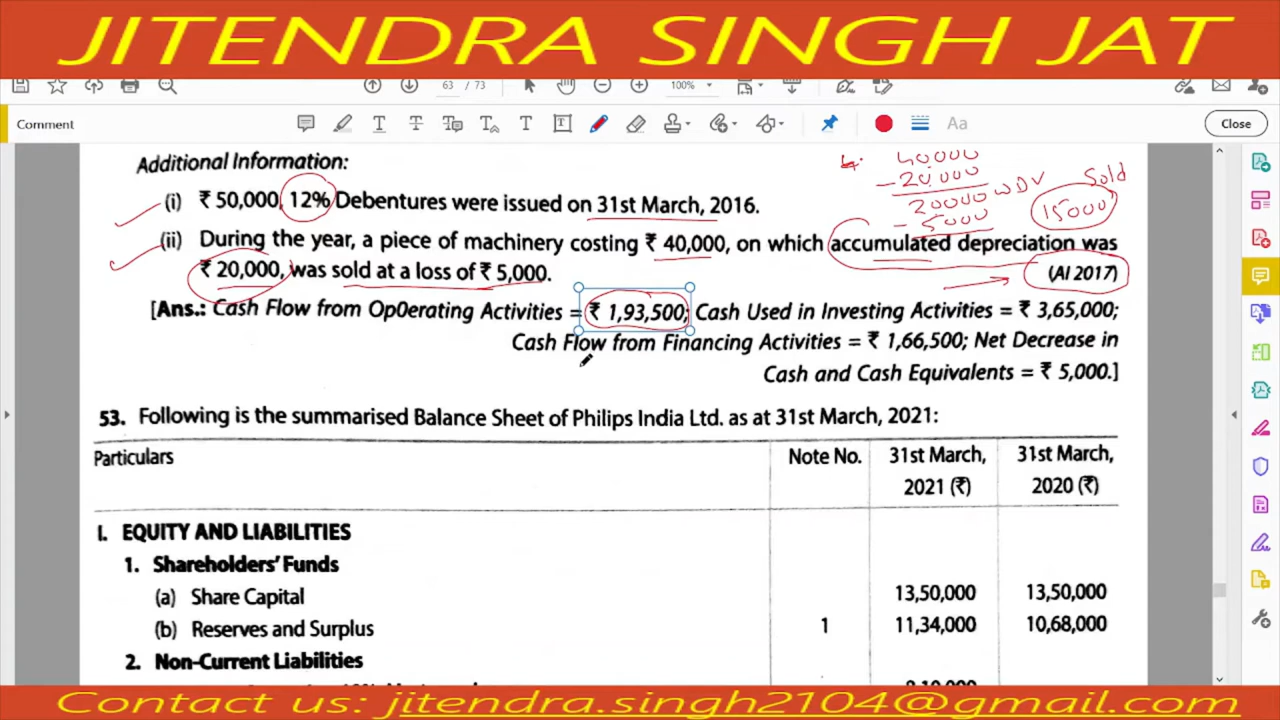 JITENDRA SINGH JAT
63 / 73
100%
Comment
Close
Additional Information:
40000
- 20,000
20000 WDV
- 5000
Sold
15000
(i) ₹ 50,000, 12% Debentures were issued on 31st March, 2016.
(ii) During the year, a piece of machinery costing ₹ 40,000, on which accumulated depreciation was
₹ 20,000, was sold at a loss of ₹ 5,000. (AI 2017)
[Ans.: Cash Flow from Op0erating Activities = ₹ 1,93,500; Cash Used in Investing Activities = ₹ 3,65,000;
Cash Flow from Financing Activities = ₹ 1,66,500; Net Decrease in
Cash and Cash Equivalents = ₹ 5,000.]
53. Following is the summarised Balance Sheet of Philips India Ltd. as at 31st March, 2021:
Particulars Note No. 31st March, 31st March,
2021 (₹) 2020 (₹)
I. EQUITY AND LIABILITIES
1. Shareholders' Funds
(a) Share Capital 13,50,000 13,50,000
(b) Reserves and Surplus 1 11,34,000 10,68,000
2. Non-Current Liabilities
Contact us: jitendra.singh2104@gmail.com